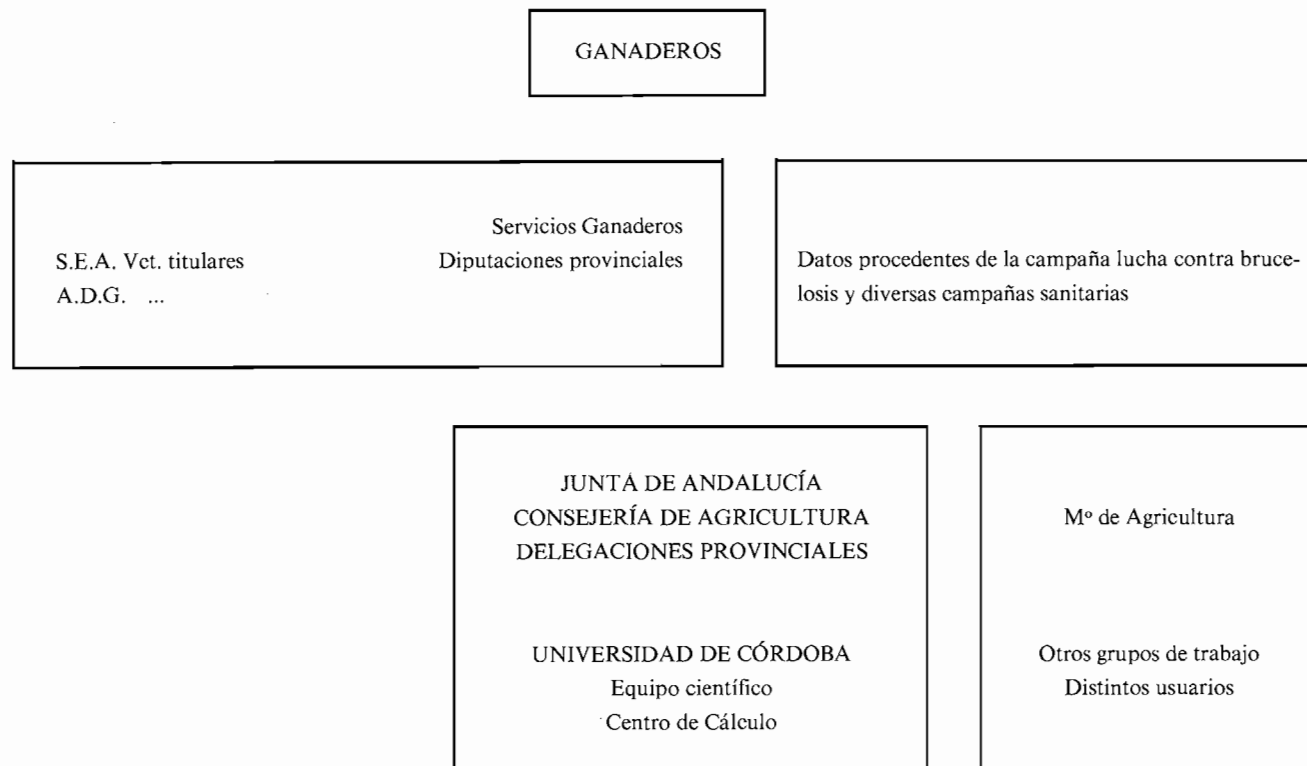 GANADEROS
Servicios Ganaderos
S.E.A. Vet. titulares
Diputaciones provinciales
A.D.G. ...
Datos procedentes de la campaña lucha contra bruce-
losis y diversas campañas sanitarias
JUNTA DE ANDALUCÍA
CONSEJERÍA DE AGRICULTURA
DELEGACIONES PROVINCIALES
UNIVERSIDAD DE CÓRDOBA
Equipo científico
Centro de Cálculo
Mº de Agricultura
Otros grupos de trabajo
Distintos usuarios